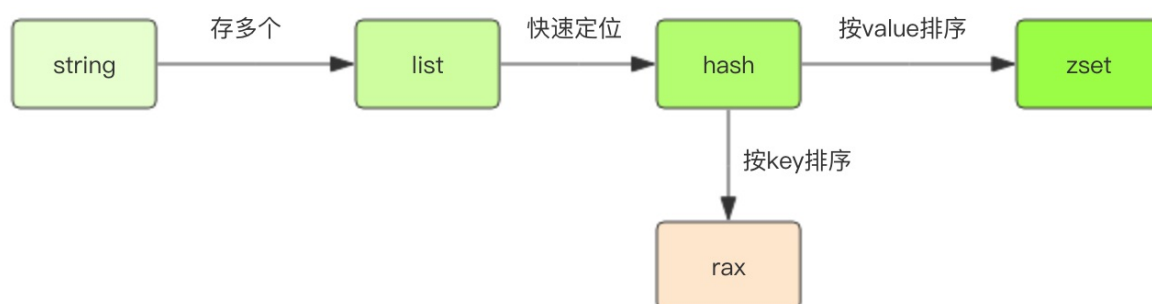 存多个
快速定位
按value排序
string
list
hash
zset
按key排序
rax